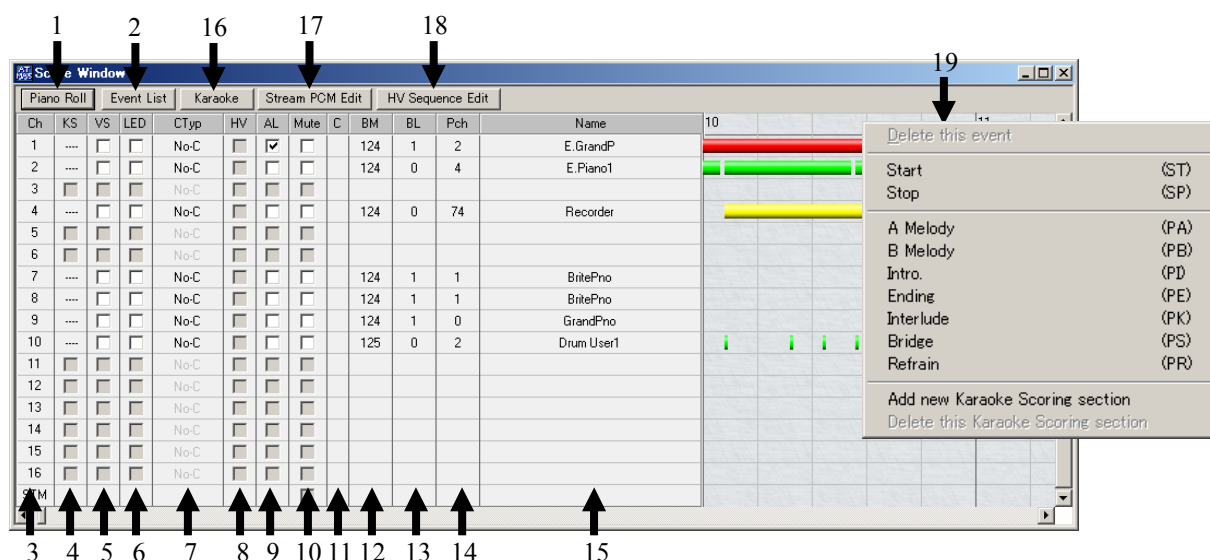 1 2 16 17 18
19
Sc e Window
Piano Roll Event List Karaoke Stream PCM Edit HV Sequence Edit
Ch KS VS LED CTyp HV AL Mute C BM BL Pch Name 10 11
1 ---- No-C 124 1 2 E.GrandP
2 ---- No-C 124 0 4 E.Piano1
3 No-C
4 ---- No-C 124 0 74 Recorder
5 No-C
6 No-C
7 ---- No-C 124 1 1 BritePno
8 ---- No-C 124 1 1 BritePno
9 ---- No-C 124 1 0 GrandPno
10 ---- No-C 125 0 2 Drum User1
11 No-C
12 No-C
13 No-C
14 No-C
15 No-C
16 No-C
STM
Delete this event
Start (ST)
Stop (SP)
A Melody (PA)
B Melody (PB)
Intro. (PI)
Ending (PE)
Interlude (PK)
Bridge (PS)
Refrain (PR)
Add new Karaoke Scoring section
Delete this Karaoke Scoring section
3 4 5 6 7 8 9 10 11 12 13 14 15